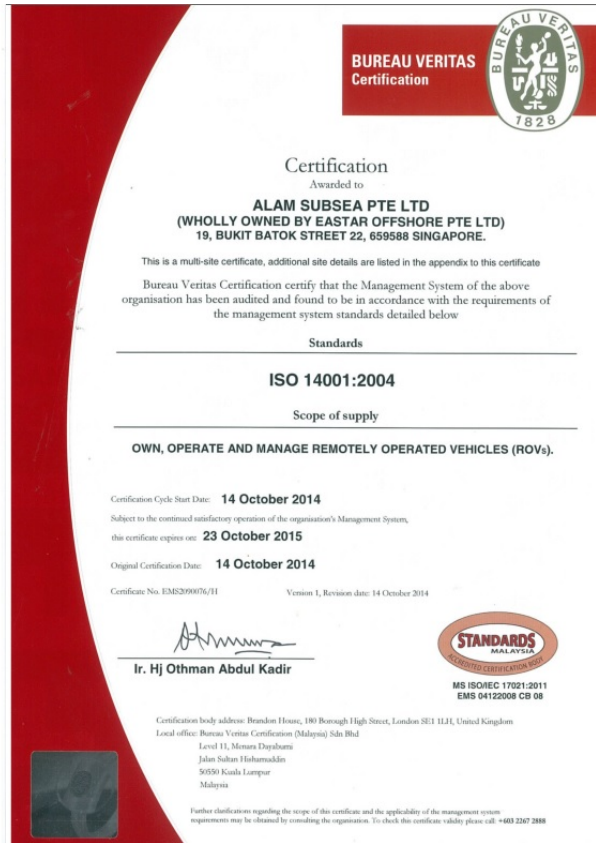 BUREAU VERITAS
Certification
BUREAU VERITAS
1828
Certification
Awarded to
ALAM SUBSEA PTE LTD
(WHOLLY OWNED BY EASTAR OFFSHORE PTE LTD)
19, BUKIT BATOK STREET 22, 659588 SINGAPORE.
This is a multi-site certificate, additional site details are listed in the appendix to this certificate
Bureau Veritas Certification certify that the Management System of the above
organisation has been audited and found to be in accordance with the requirements of
the management system standards detailed below
Standards
ISO 14001:2004
Scope of supply
OWN, OPERATE AND MANAGE REMOTELY OPERATED VEHICLES (ROVs).
Certification Cycle Start Date: 14 October 2014
Subject to the continued satisfactory operation of the organisation's Management System,
this certificate expires on: 23 October 2015
Original Certification Date: 14 October 2014
Certificate No. EMS2090076/H Version 1, Revision date: 14 October 2014
Ir. Hj Othman Abdul Kadir
STANDARDS
MALAYSIA
ACCREDITED CERTIFICATION BODY
MS ISO/IEC 17021:2011
EMS 04122008 CB 08
Certification body address: Brandon House, 180 Borough High Street, London SE1 1LH, United Kingdom
Local office: Bureau Veritas Certification (Malaysia) Sdn Bhd
Level 11, Menara Dayabumi
Jalan Sultan Hishamuddin
50550 Kuala Lumpur
Malaysia
Further clarifications regarding the scope of this certificate and the applicability of the management system
requirements may be obtained by consulting the organisation. To check this certificate validity please call: +603 2267 2888